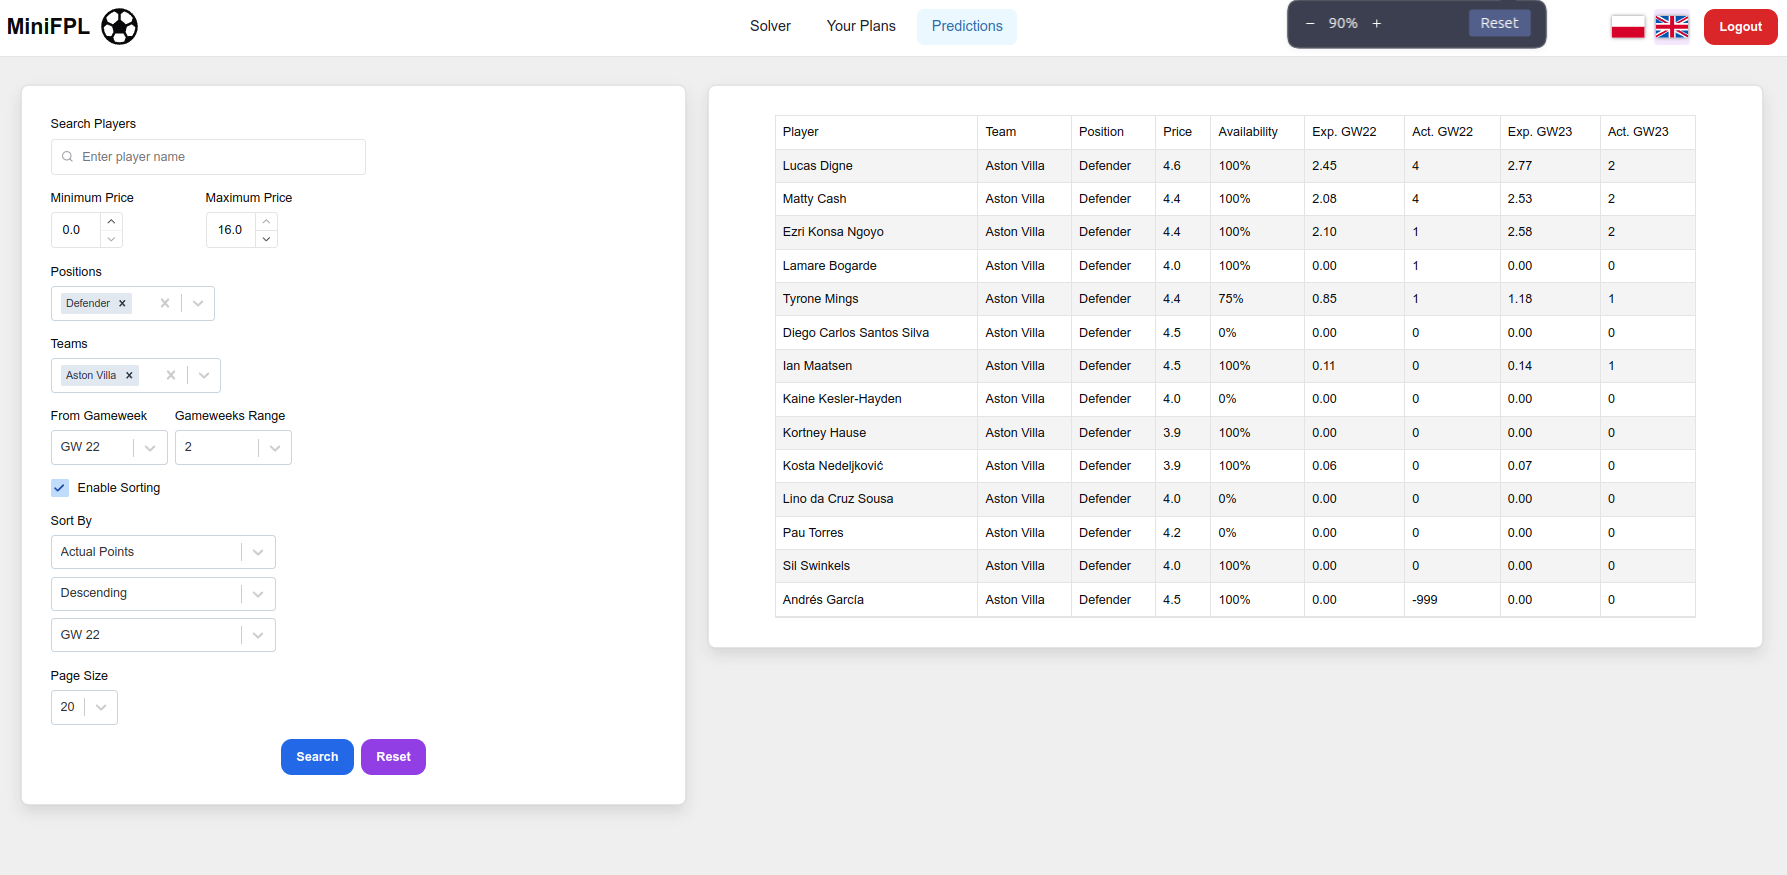 MiniFPL
Solver Your Plans Predictions
− 90% + Reset
Logout
Search Players
Enter player name
Minimum Price Maximum Price
0.0 16.0
Positions
Defender
Teams
Aston Villa
From Gameweek Gameweeks Range
GW 22 2
Enable Sorting
Sort By
Actual Points
Descending
GW 22
Page Size
20
Search Reset
Player Team Position Price Availability Exp. GW22 Act. GW22 Exp. GW23 Act. GW23
Lucas Digne Aston Villa Defender 4.6 100% 2.45 4 2.77 2
Matty Cash Aston Villa Defender 4.4 100% 2.08 4 2.53 2
Ezri Konsa Ngoyo Aston Villa Defender 4.4 100% 2.10 1 2.58 2
Lamare Bogarde Aston Villa Defender 4.0 100% 0.00 1 0.00 0
Tyrone Mings Aston Villa Defender 4.4 75% 0.85 1 1.18 1
Diego Carlos Santos Silva Aston Villa Defender 4.5 0% 0.00 0 0.00 0
Ian Maatsen Aston Villa Defender 4.5 100% 0.11 0 0.14 1
Kaine Kesler-Hayden Aston Villa Defender 4.0 0% 0.00 0 0.00 0
Kortney Hause Aston Villa Defender 3.9 100% 0.00 0 0.00 0
Kosta Nedeljković Aston Villa Defender 3.9 100% 0.06 0 0.07 0
Lino da Cruz Sousa Aston Villa Defender 4.0 0% 0.00 0 0.00 0
Pau Torres Aston Villa Defender 4.2 0% 0.00 0 0.00 0
Sil Swinkels Aston Villa Defender 4.0 100% 0.00 0 0.00 0
Andrés García Aston Villa Defender 4.5 100% 0.00 -999 0.00 0